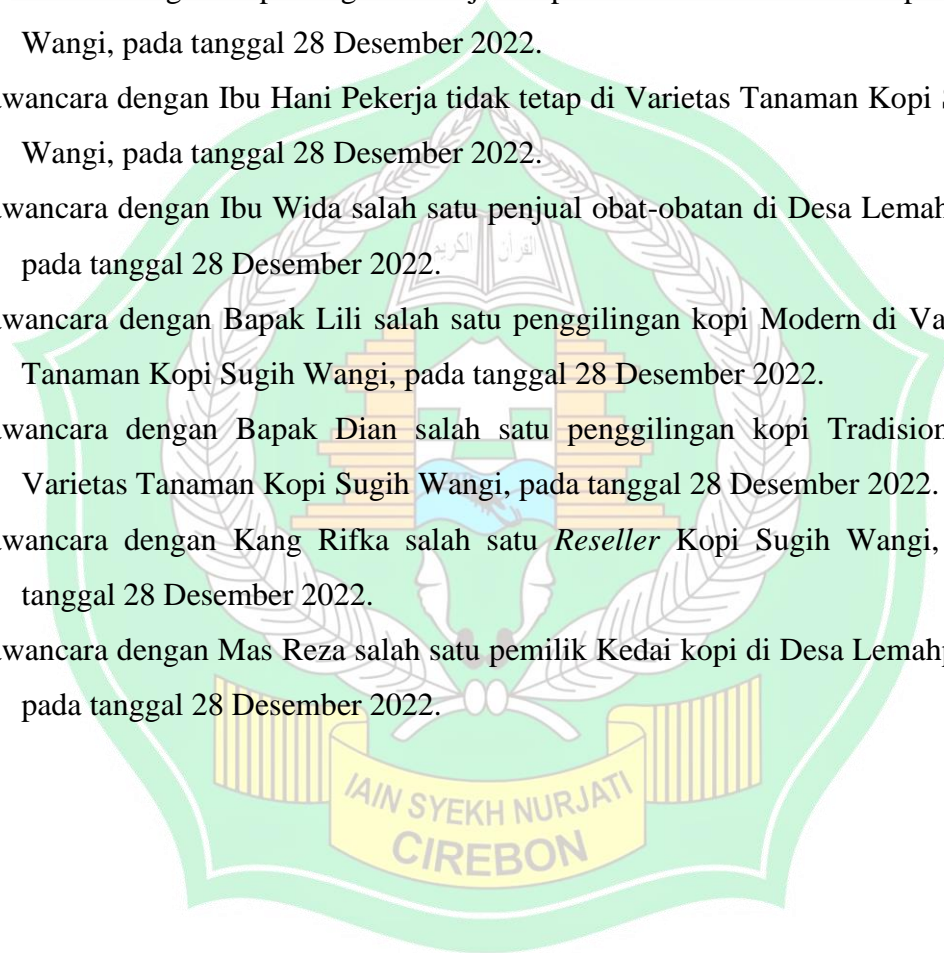 Wangi, pada tanggal 28 Desember 2022.
awancara dengan Ibu Hani Pekerja tidak tetap di Varietas Tanaman Kopi
Wangi, pada tanggal 28 Desember 2022.
awancara dengan Ibu Wida salah satu penjual obat-obatan di Desa Lemah
pada tanggal 28 Desember 2022.
awancara dengan Bapak Lili salah satu penggilingan kopi Modern di Va
Tanaman Kopi Sugih Wangi, pada tanggal 28 Desember 2022.
awancara dengan Bapak Dian salah satu penggilingan kopi Tradision
Varietas Tanaman Kopi Sugih Wangi, pada tanggal 28 Desember 2022.
awancara dengan Kang Rifka salah satu Reseller Kopi Sugih Wangi,
tanggal 28 Desember 2022.
awancara dengan Mas Reza salah satu pemilik Kedai kopi di Desa Lemahp
pada tanggal 28 Desember 2022.
القرآن الكريم
IAIN SYEKH NURJATI
CIREBON